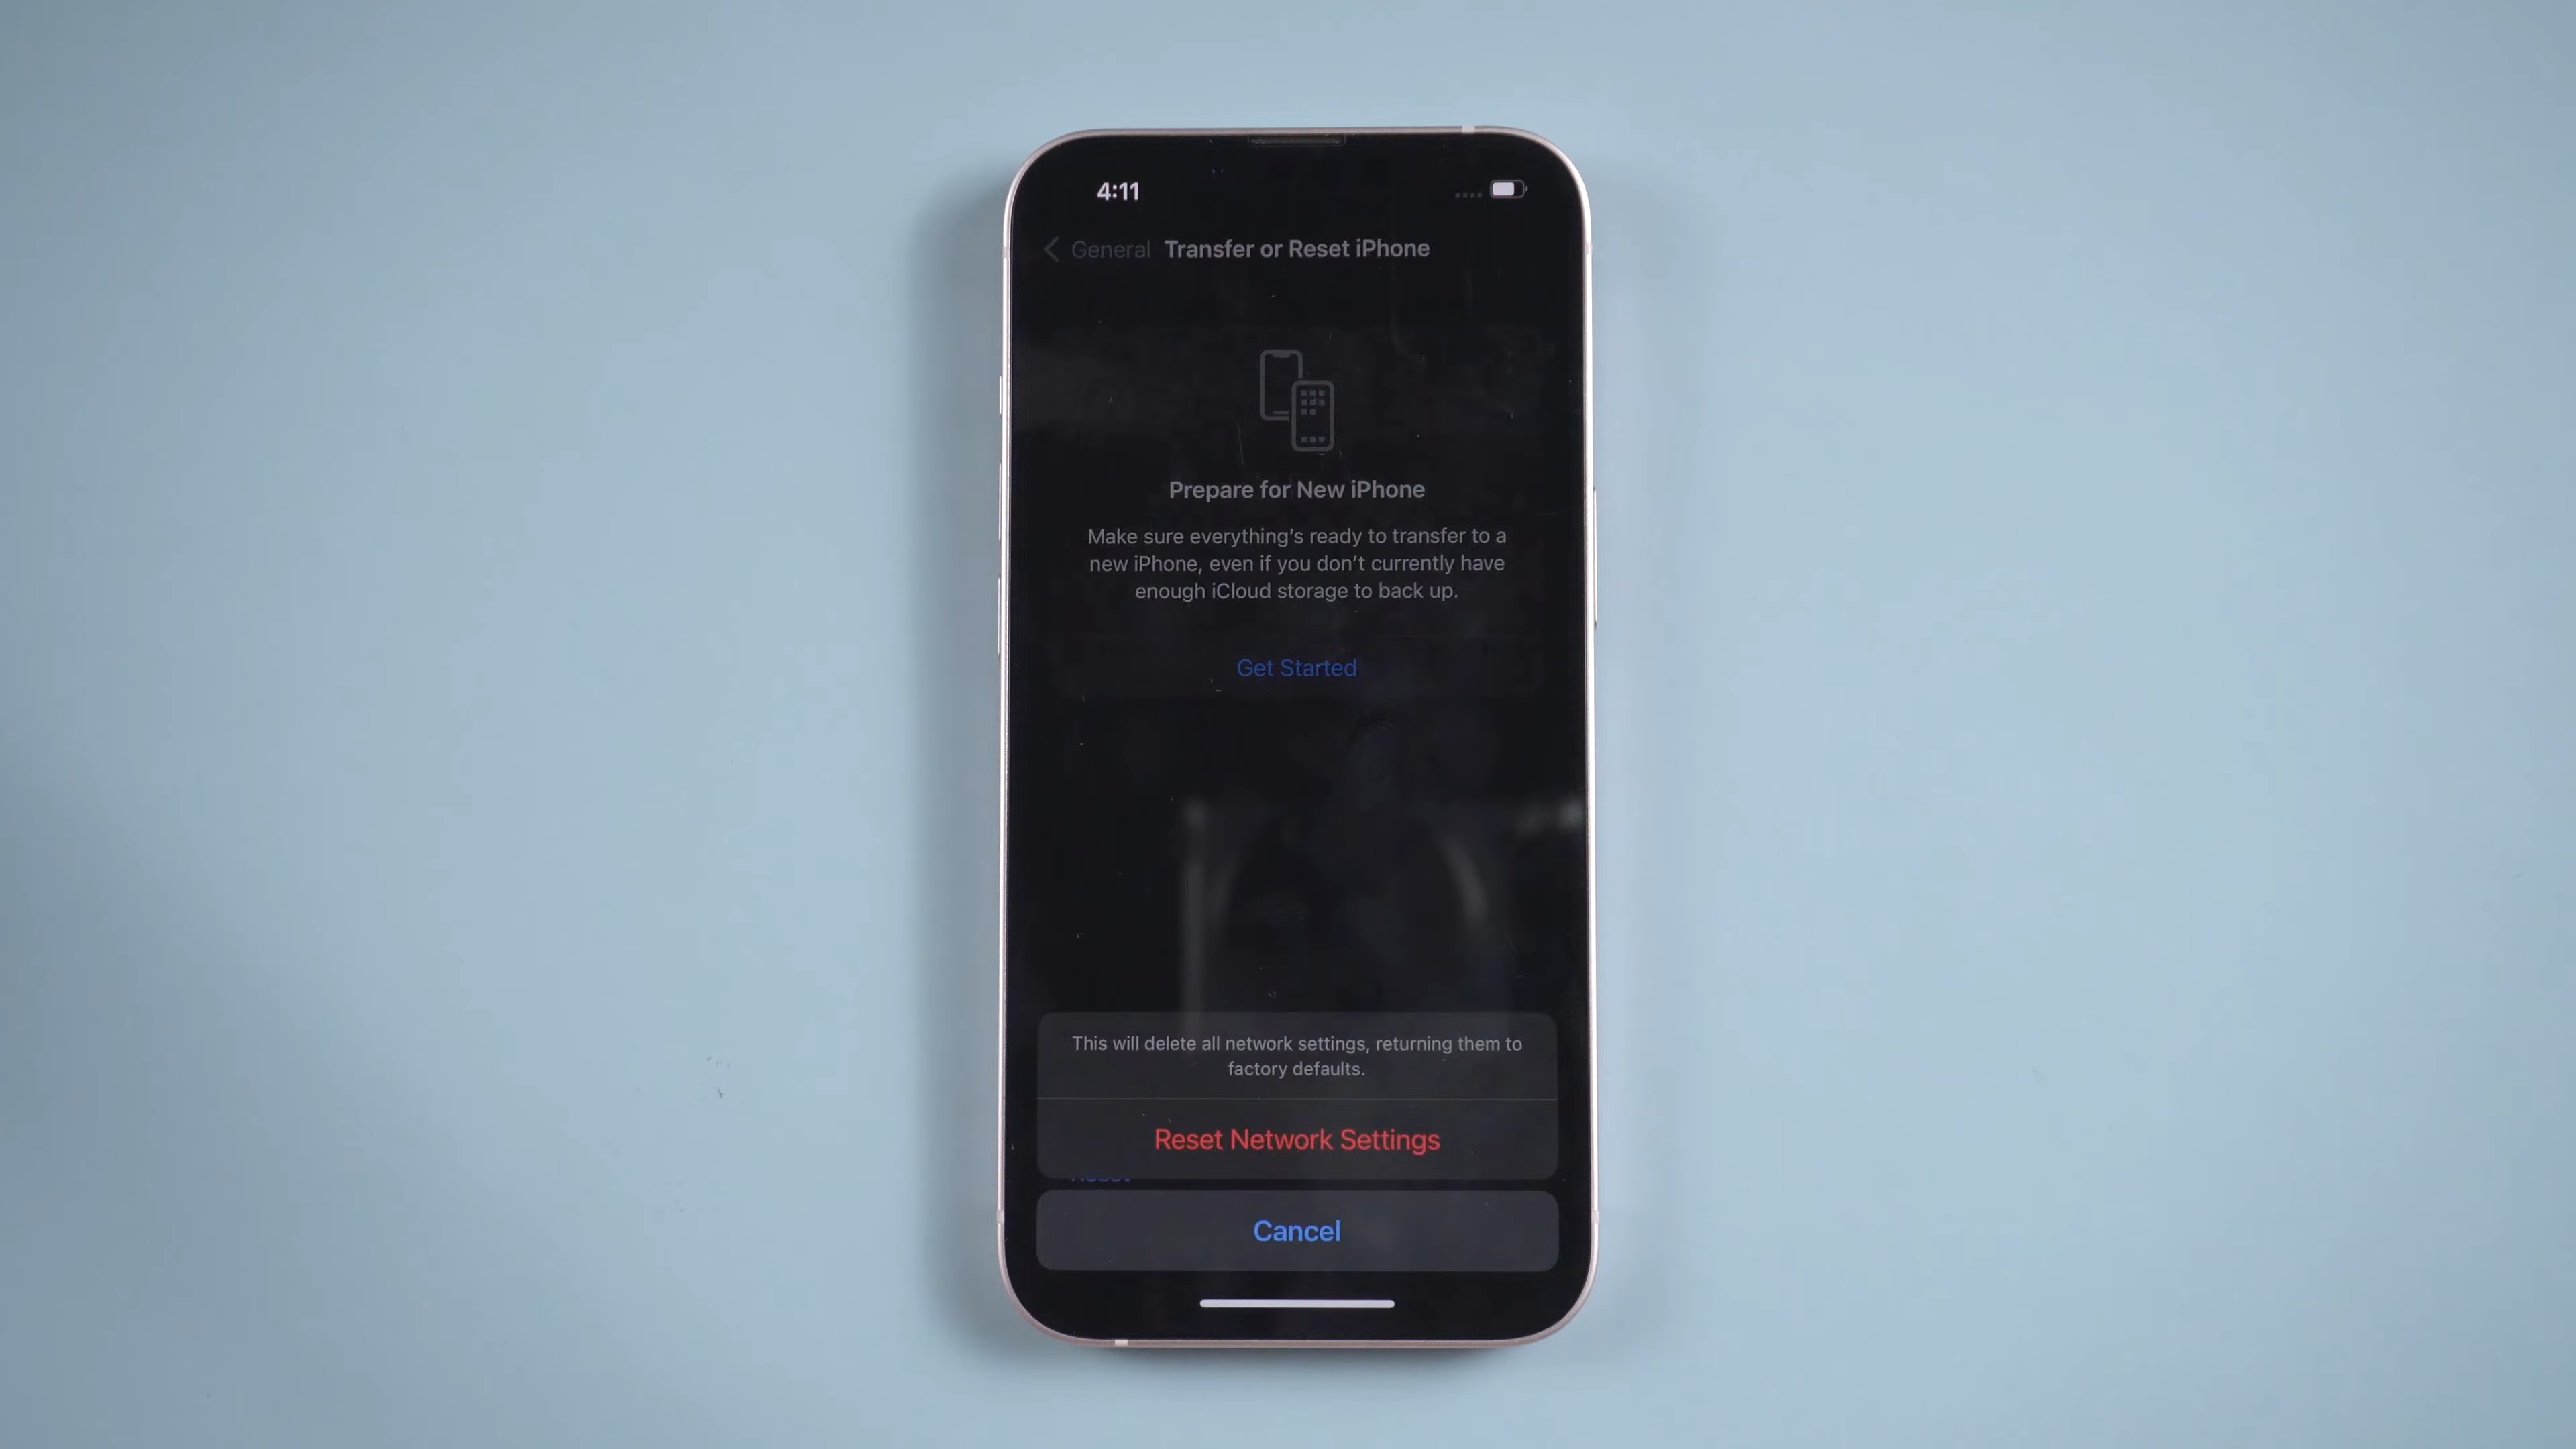 4:11
General Transfer or Reset iPhone
Prepare for New iPhone
Make sure everything’s ready to transfer to a
new iPhone, even if you don’t currently have
enough iCloud storage to back up.
Get Started
This will delete all network settings, returning them to
factory defaults.
Reset Network Settings
Reset
Cancel